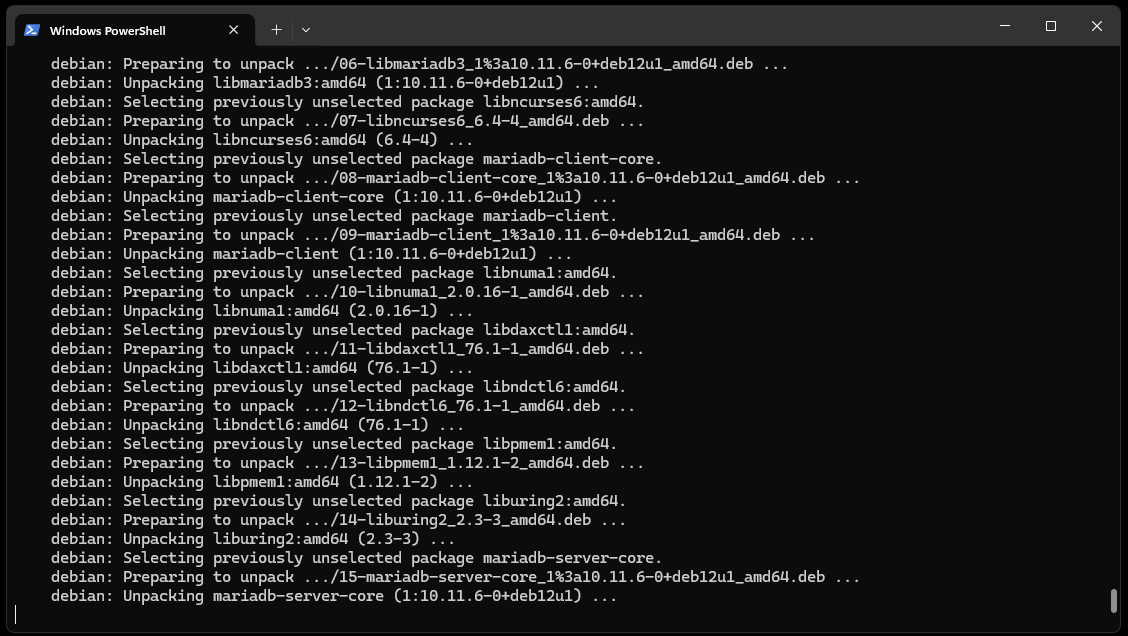 Windows PowerShell
debian: Preparing to unpack .../06-libmariadb3_1%3a10.11.6-0+deb12u1_amd64.deb ...
debian: Unpacking libmariadb3:amd64 (1:10.11.6-0+deb12u1) ...
debian: Selecting previously unselected package libncurses6:amd64.
debian: Preparing to unpack .../07-libncurses6_6.4-4_amd64.deb ...
debian: Unpacking libncurses6:amd64 (6.4-4) ...
debian: Selecting previously unselected package mariadb-client-core.
debian: Preparing to unpack .../08-mariadb-client-core_1%3a10.11.6-0+deb12u1_amd64.deb ...
debian: Unpacking mariadb-client-core (1:10.11.6-0+deb12u1) ...
debian: Selecting previously unselected package mariadb-client.
debian: Preparing to unpack .../09-mariadb-client_1%3a10.11.6-0+deb12u1_amd64.deb ...
debian: Unpacking mariadb-client (1:10.11.6-0+deb12u1) ...
debian: Selecting previously unselected package libnuma1:amd64.
debian: Preparing to unpack .../10-libnuma1_2.0.16-1_amd64.deb ...
debian: Unpacking libnuma1:amd64 (2.0.16-1) ...
debian: Selecting previously unselected package libdaxctl1:amd64.
debian: Preparing to unpack .../11-libdaxctl1_76.1-1_amd64.deb ...
debian: Unpacking libdaxctl1:amd64 (76.1-1) ...
debian: Selecting previously unselected package libndctl6:amd64.
debian: Preparing to unpack .../12-libndctl6_76.1-1_amd64.deb ...
debian: Unpacking libndctl6:amd64 (76.1-1) ...
debian: Selecting previously unselected package libpmem1:amd64.
debian: Preparing to unpack .../13-libpmem1_1.12.1-2_amd64.deb ...
debian: Unpacking libpmem1:amd64 (1.12.1-2) ...
debian: Selecting previously unselected package liburing2:amd64.
debian: Preparing to unpack .../14-liburing2_2.3-3_amd64.deb ...
debian: Unpacking liburing2:amd64 (2.3-3) ...
debian: Selecting previously unselected package mariadb-server-core.
debian: Preparing to unpack .../15-mariadb-server-core_1%3a10.11.6-0+deb12u1_amd64.deb ...
debian: Unpacking mariadb-server-core (1:10.11.6-0+deb12u1) ...